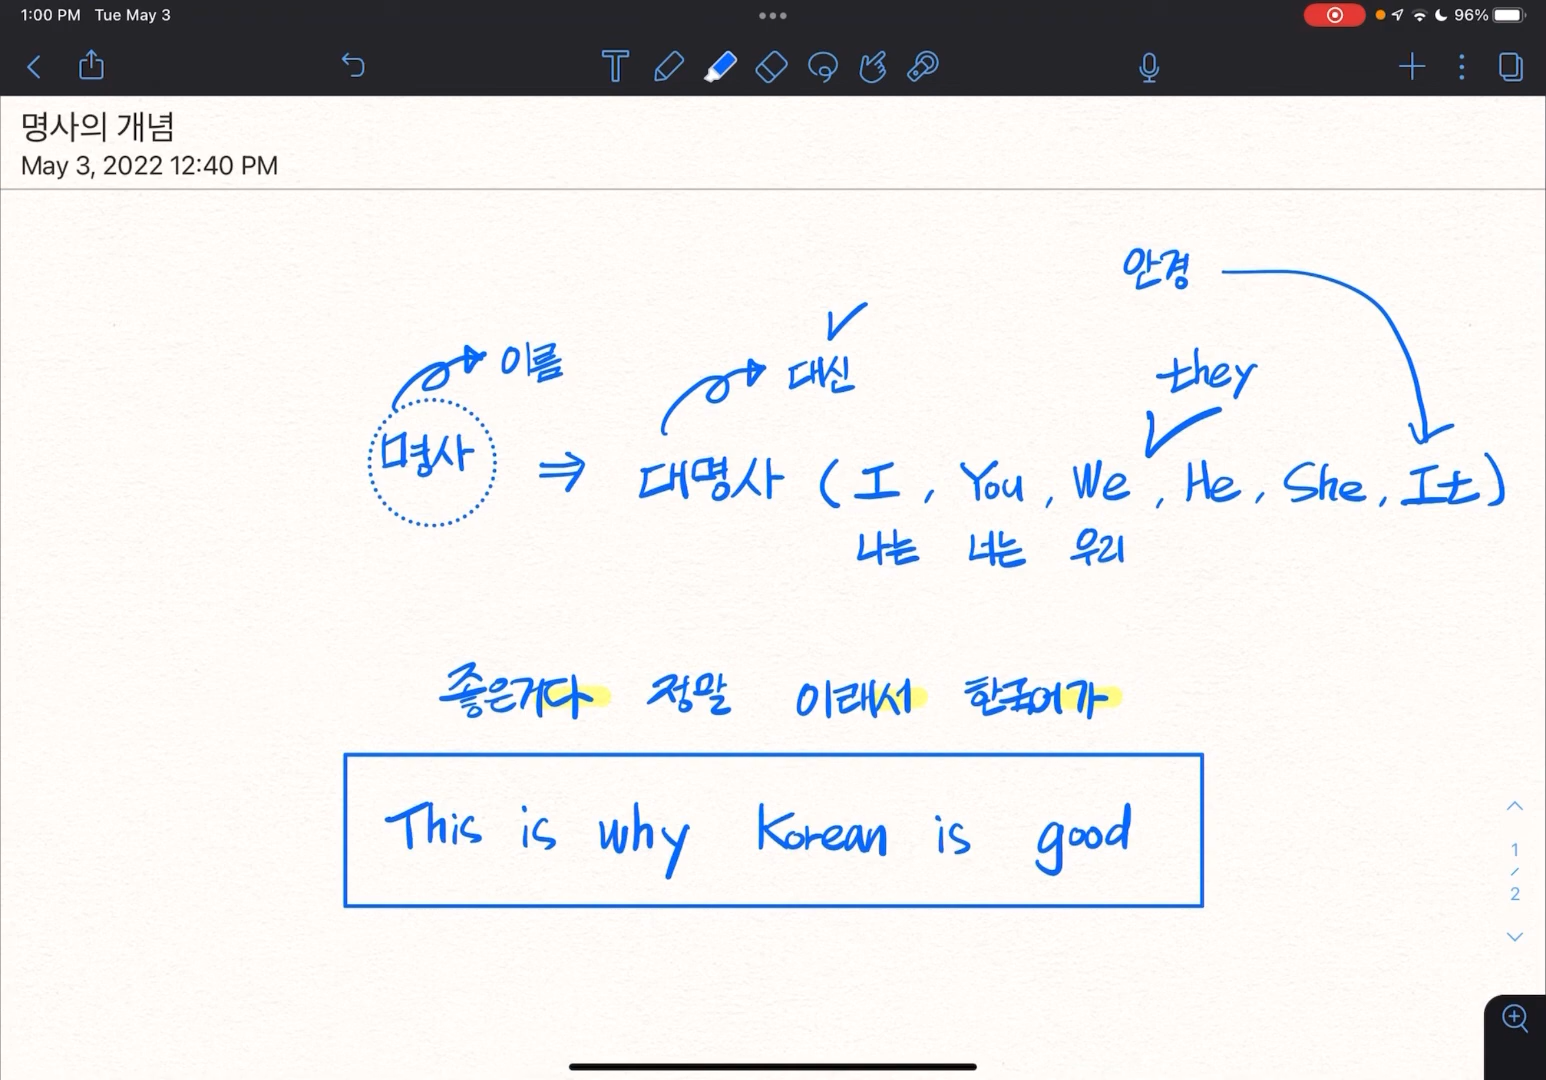 1:00 PM Tue May 3
96%
명사의 개념
May 3, 2022 12:40 PM
안경
이름
대신
they
명사 ⇒ 대명사 ( I , You , We , He , She , It )
나는 너는 우리
좋은거다 정말 이래서 한국어가
This is why Korean is good
1
/
2